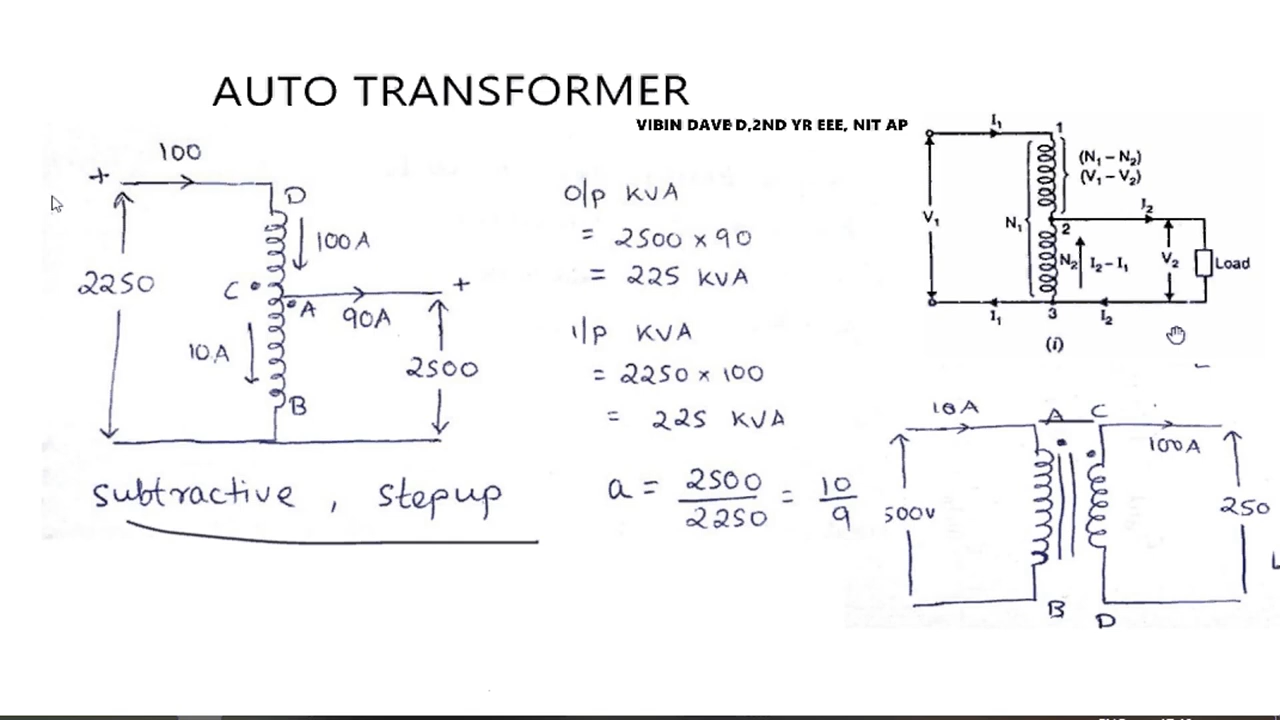 AUTO TRANSFORMER
VIBIN DAVE D,2ND YR EEE, NIT AP
100
+
D
100A
2250
C
A
90A
+
10A
2500
B
subtractive , stepup
O/p KVA
= 2500 x 90
= 225 KVA
i/p KVA
= 2250 x 100
= 225 KVA
a = 2500/2250 = 10/9
I₁
1
(N₁ – N₂)
(V₁ – V₂)
V₁
N₁
I₂
2
N₂
I₂ – I₁
V₂
Load
I₁
3
I₂
(i)
10A
A
C
100A
500V
250
B
D